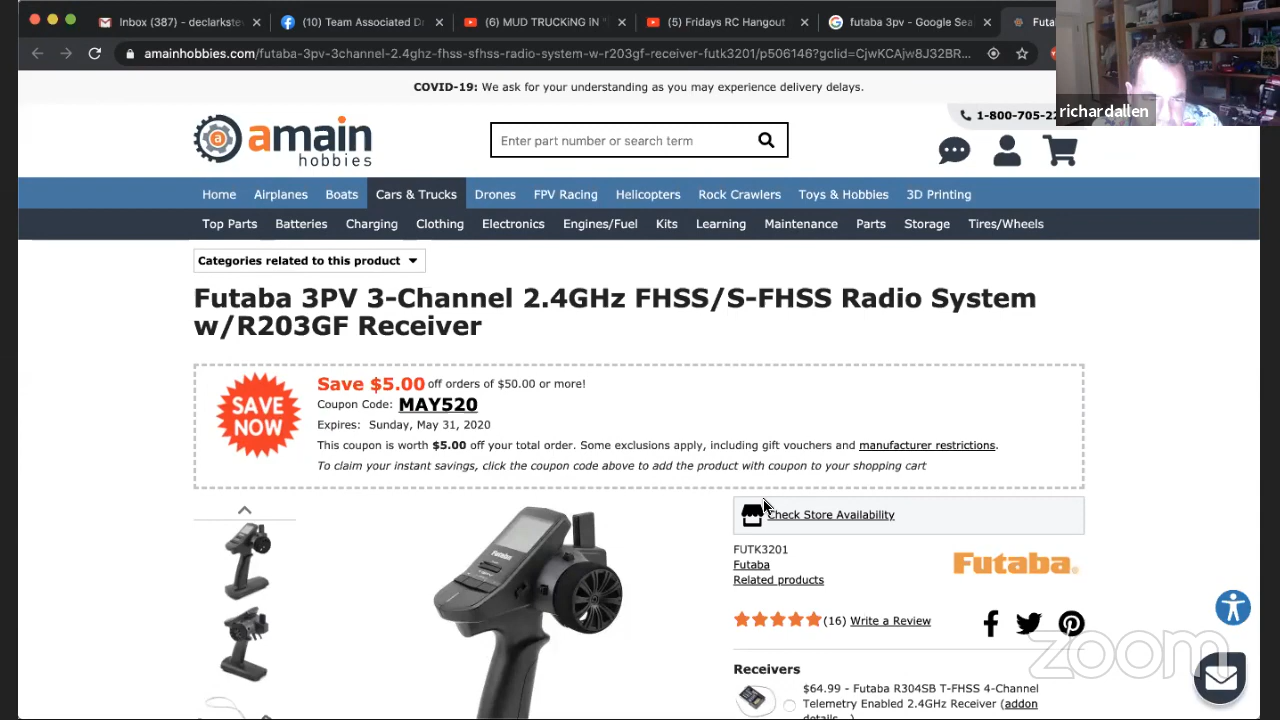 Inbox (387) - declarkste
(10) Team Associated D
(6) MUD TRUCKiNG iN "
(5) Fridays RC Hangout
futaba 3pv - Google Sea
Futa
amainhobbies.com/futaba-3pv-3channel-2.4ghz-fhss-sfhss-radio-system-w-r203gf-receiver-futk3201/p506146?gclid=CjwKCAjw8J32BR...
richardallen
COVID-19: We ask for your understanding as you may experience delivery delays.
amain
hobbies
Enter part number or search term
1-800-705-2
Home Airplanes Boats Cars & Trucks Drones FPV Racing Helicopters Rock Crawlers Toys & Hobbies 3D Printing
Top Parts Batteries Charging Clothing Electronics Engines/Fuel Kits Learning Maintenance Parts Storage Tires/Wheels
Categories related to this product
Futaba 3PV 3-Channel 2.4GHz FHSS/S-FHSS Radio System
w/R203GF Receiver
SAVE
NOW
Save $5.00 off orders of $50.00 or more!
Coupon Code: MAY520
Expires: Sunday, May 31, 2020
This coupon is worth $5.00 off your total order. Some exclusions apply, including gift vouchers and manufacturer restrictions.
To claim your instant savings, click the coupon code above to add the product with coupon to your shopping cart
Check Store Availability
FUTK3201
Futaba
Related products
Futaba
Futaba
(16) Write a Review
Receivers
$64.99 - Futaba R304SB T-FHSS 4-Channel
Telemetry Enabled 2.4GHz Receiver (addon
details...)
zoom